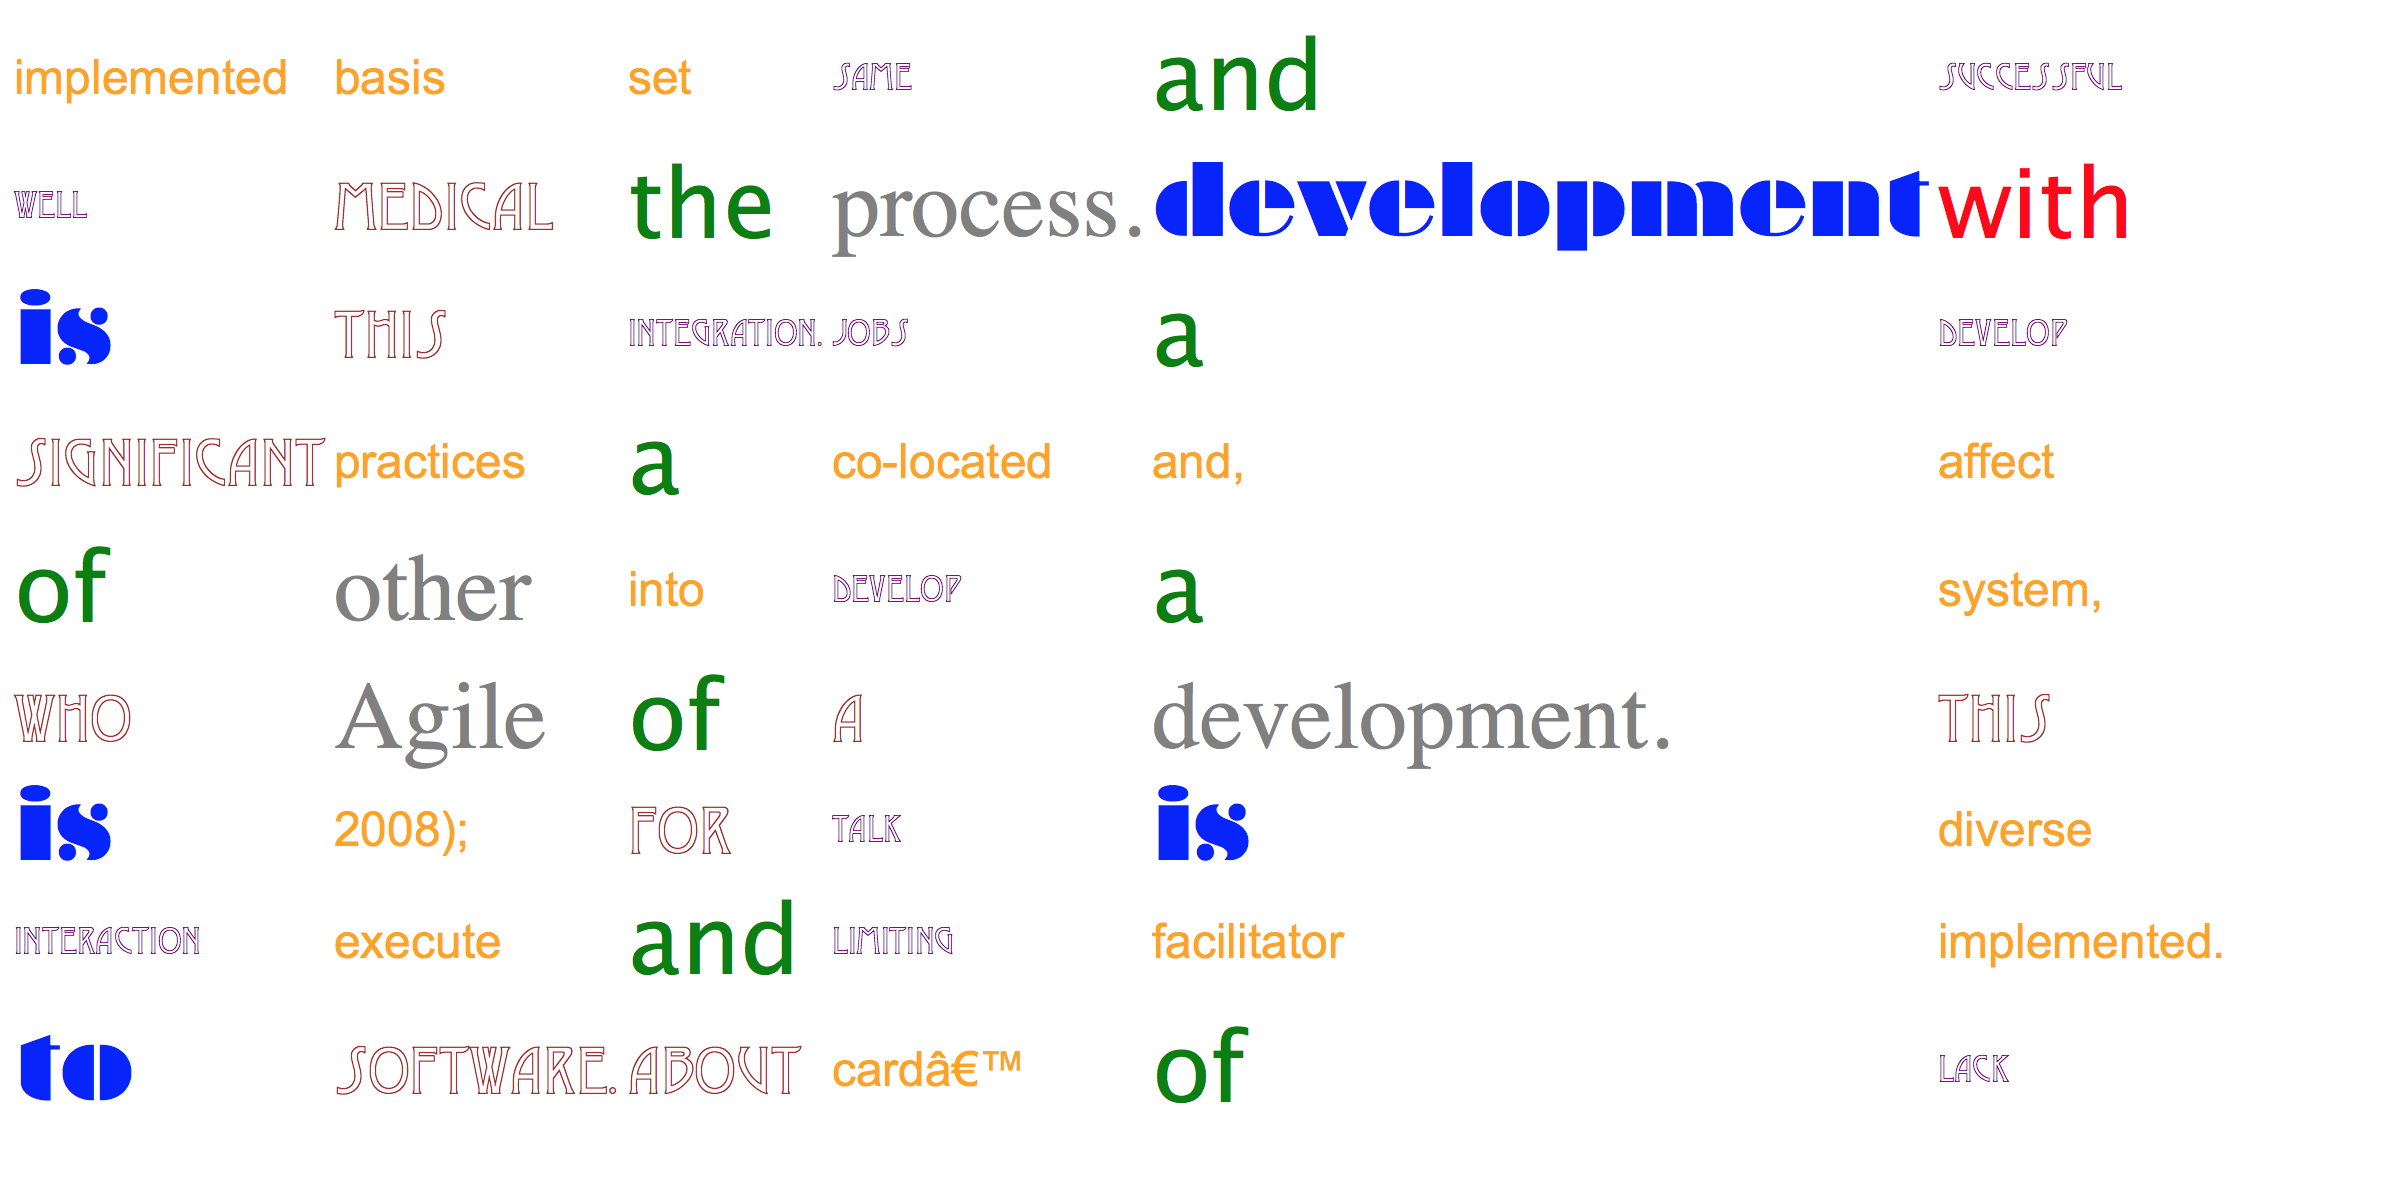 implemented basis set SAME and SUCCESSFUL
WELL MEDICAL the process. development with
is THIS INTEGRATION. JOBS a DEVELOP
SIGNIFICANT practices a co-located and, affect
of other into DEVELOP a system,
WHO Agile of A development. THIS
is 2008); FOR TALK is diverse
INTERACTION execute and LIMITING facilitator implemented.
to SOFTWARE. ABOUT cardâ€™ of LACK